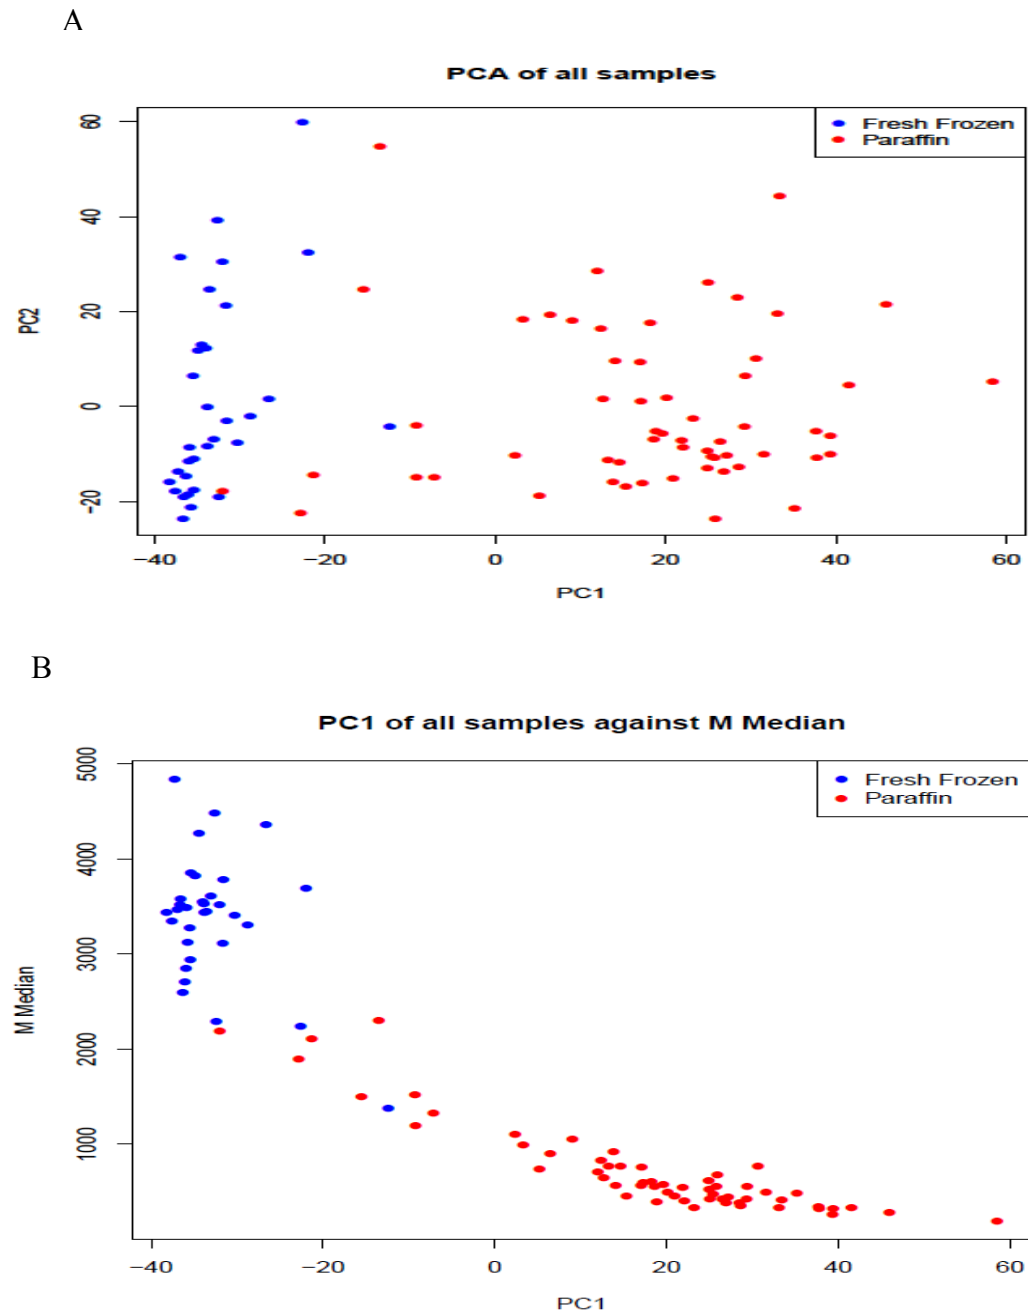 A
PCA of all samples
Fresh Frozen
Paraffin
60
40
20
0
−20
PC2
−40
−20
0
20
40
60
PC1
B
PC1 of all samples against M Median
Fresh Frozen
Paraffin
5000
4000
3000
2000
1000
M Median
−40
−20
0
20
40
60
PC1